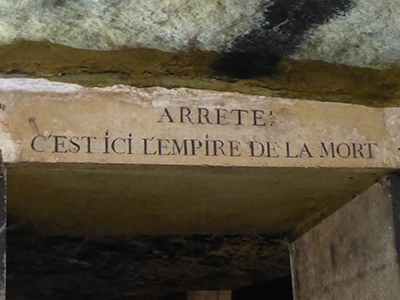 ARRETE!
C'EST ICI L'EMPIRE DE LA MORT